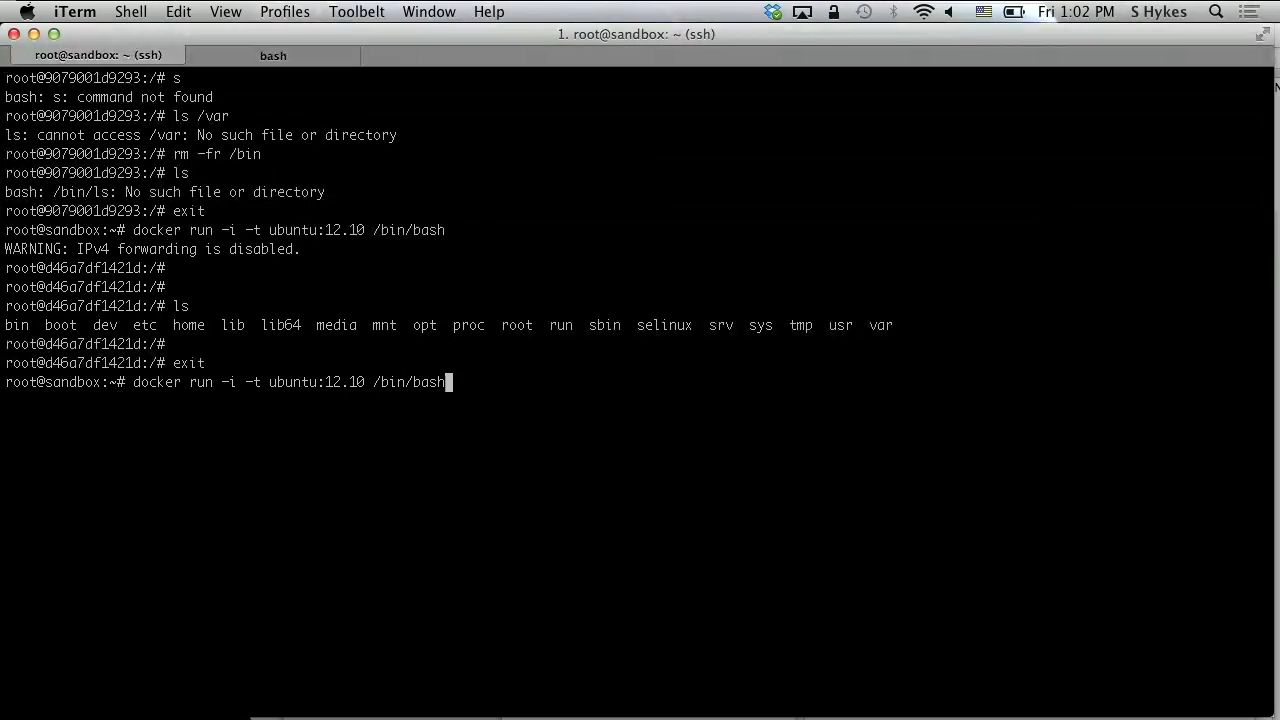 iTerm Shell Edit View Profiles Toolbelt Window Help Fri 1:02 PM S Hykes
1. root@sandbox: ~ (ssh)
root@sandbox: ~ (ssh) bash
root@9079001d9293:/# s
bash: s: command not found
root@9079001d9293:/# ls /var
ls: cannot access /var: No such file or directory
root@9079001d9293:/# rm -fr /bin
root@9079001d9293:/# ls
bash: /bin/ls: No such file or directory
root@9079001d9293:/# exit
root@sandbox:~# docker run -i -t ubuntu:12.10 /bin/bash
WARNING: IPv4 forwarding is disabled.
root@d46a7df1421d:/#
root@d46a7df1421d:/#
root@d46a7df1421d:/# ls
bin boot dev etc home lib lib64 media mnt opt proc root run sbin selinux srv sys tmp usr var
root@d46a7df1421d:/#
root@d46a7df1421d:/# exit
root@sandbox:~# docker run -i -t ubuntu:12.10 /bin/bash